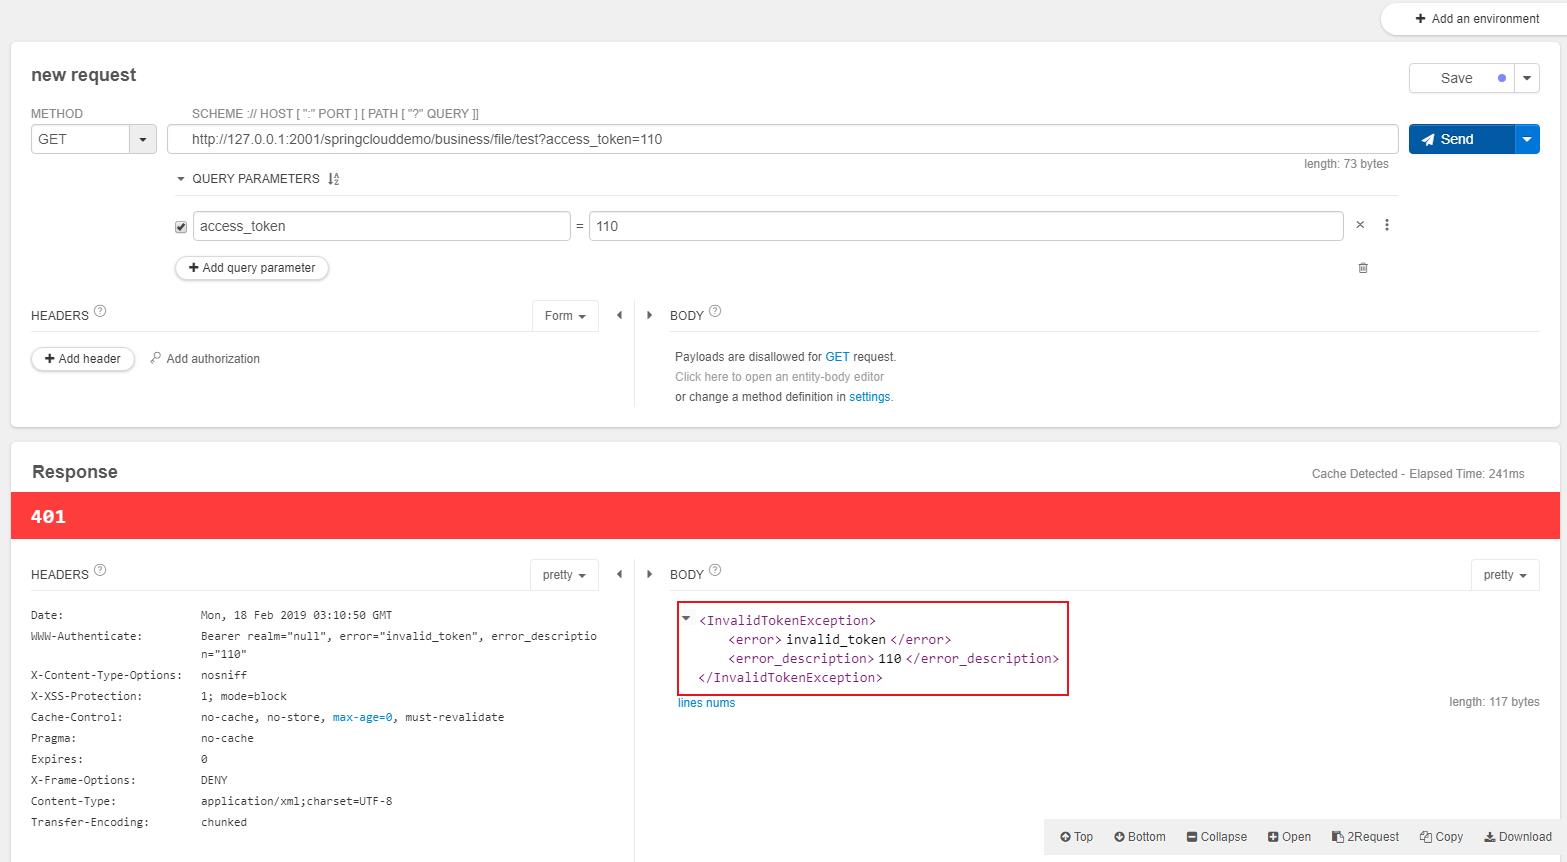 Add an environment
new request
Save
METHOD
SCHEME :// HOST [ ":" PORT ] [ PATH [ "?" QUERY ]]
GET
http://127.0.0.1:2001/springclouddemo/business/file/test?access_token=110
Send
length: 73 bytes
QUERY PARAMETERS
access_token = 110
Add query parameter
HEADERS
Form
BODY
Add header
Add authorization
Payloads are disallowed for GET request.
Click here to open an entity-body editor
or change a method definition in settings.
Response
Cache Detected - Elapsed Time: 241ms
401
HEADERS
pretty
BODY
pretty
Date: Mon, 18 Feb 2019 03:10:50 GMT
WWW-Authenticate: Bearer realm="null", error="invalid_token", error_descriptio
n="110"
X-Content-Type-Options: nosniff
X-XSS-Protection: 1; mode=block
Cache-Control: no-cache, no-store, max-age=0, must-revalidate
Pragma: no-cache
Expires: 0
X-Frame-Options: DENY
Content-Type: application/xml;charset=UTF-8
Transfer-Encoding: chunked
<InvalidTokenException>
<error> invalid_token </error>
<error_description> 110 </error_description>
</InvalidTokenException>
lines nums
length: 117 bytes
Top
Bottom
Collapse
Open
2Request
Copy
Download